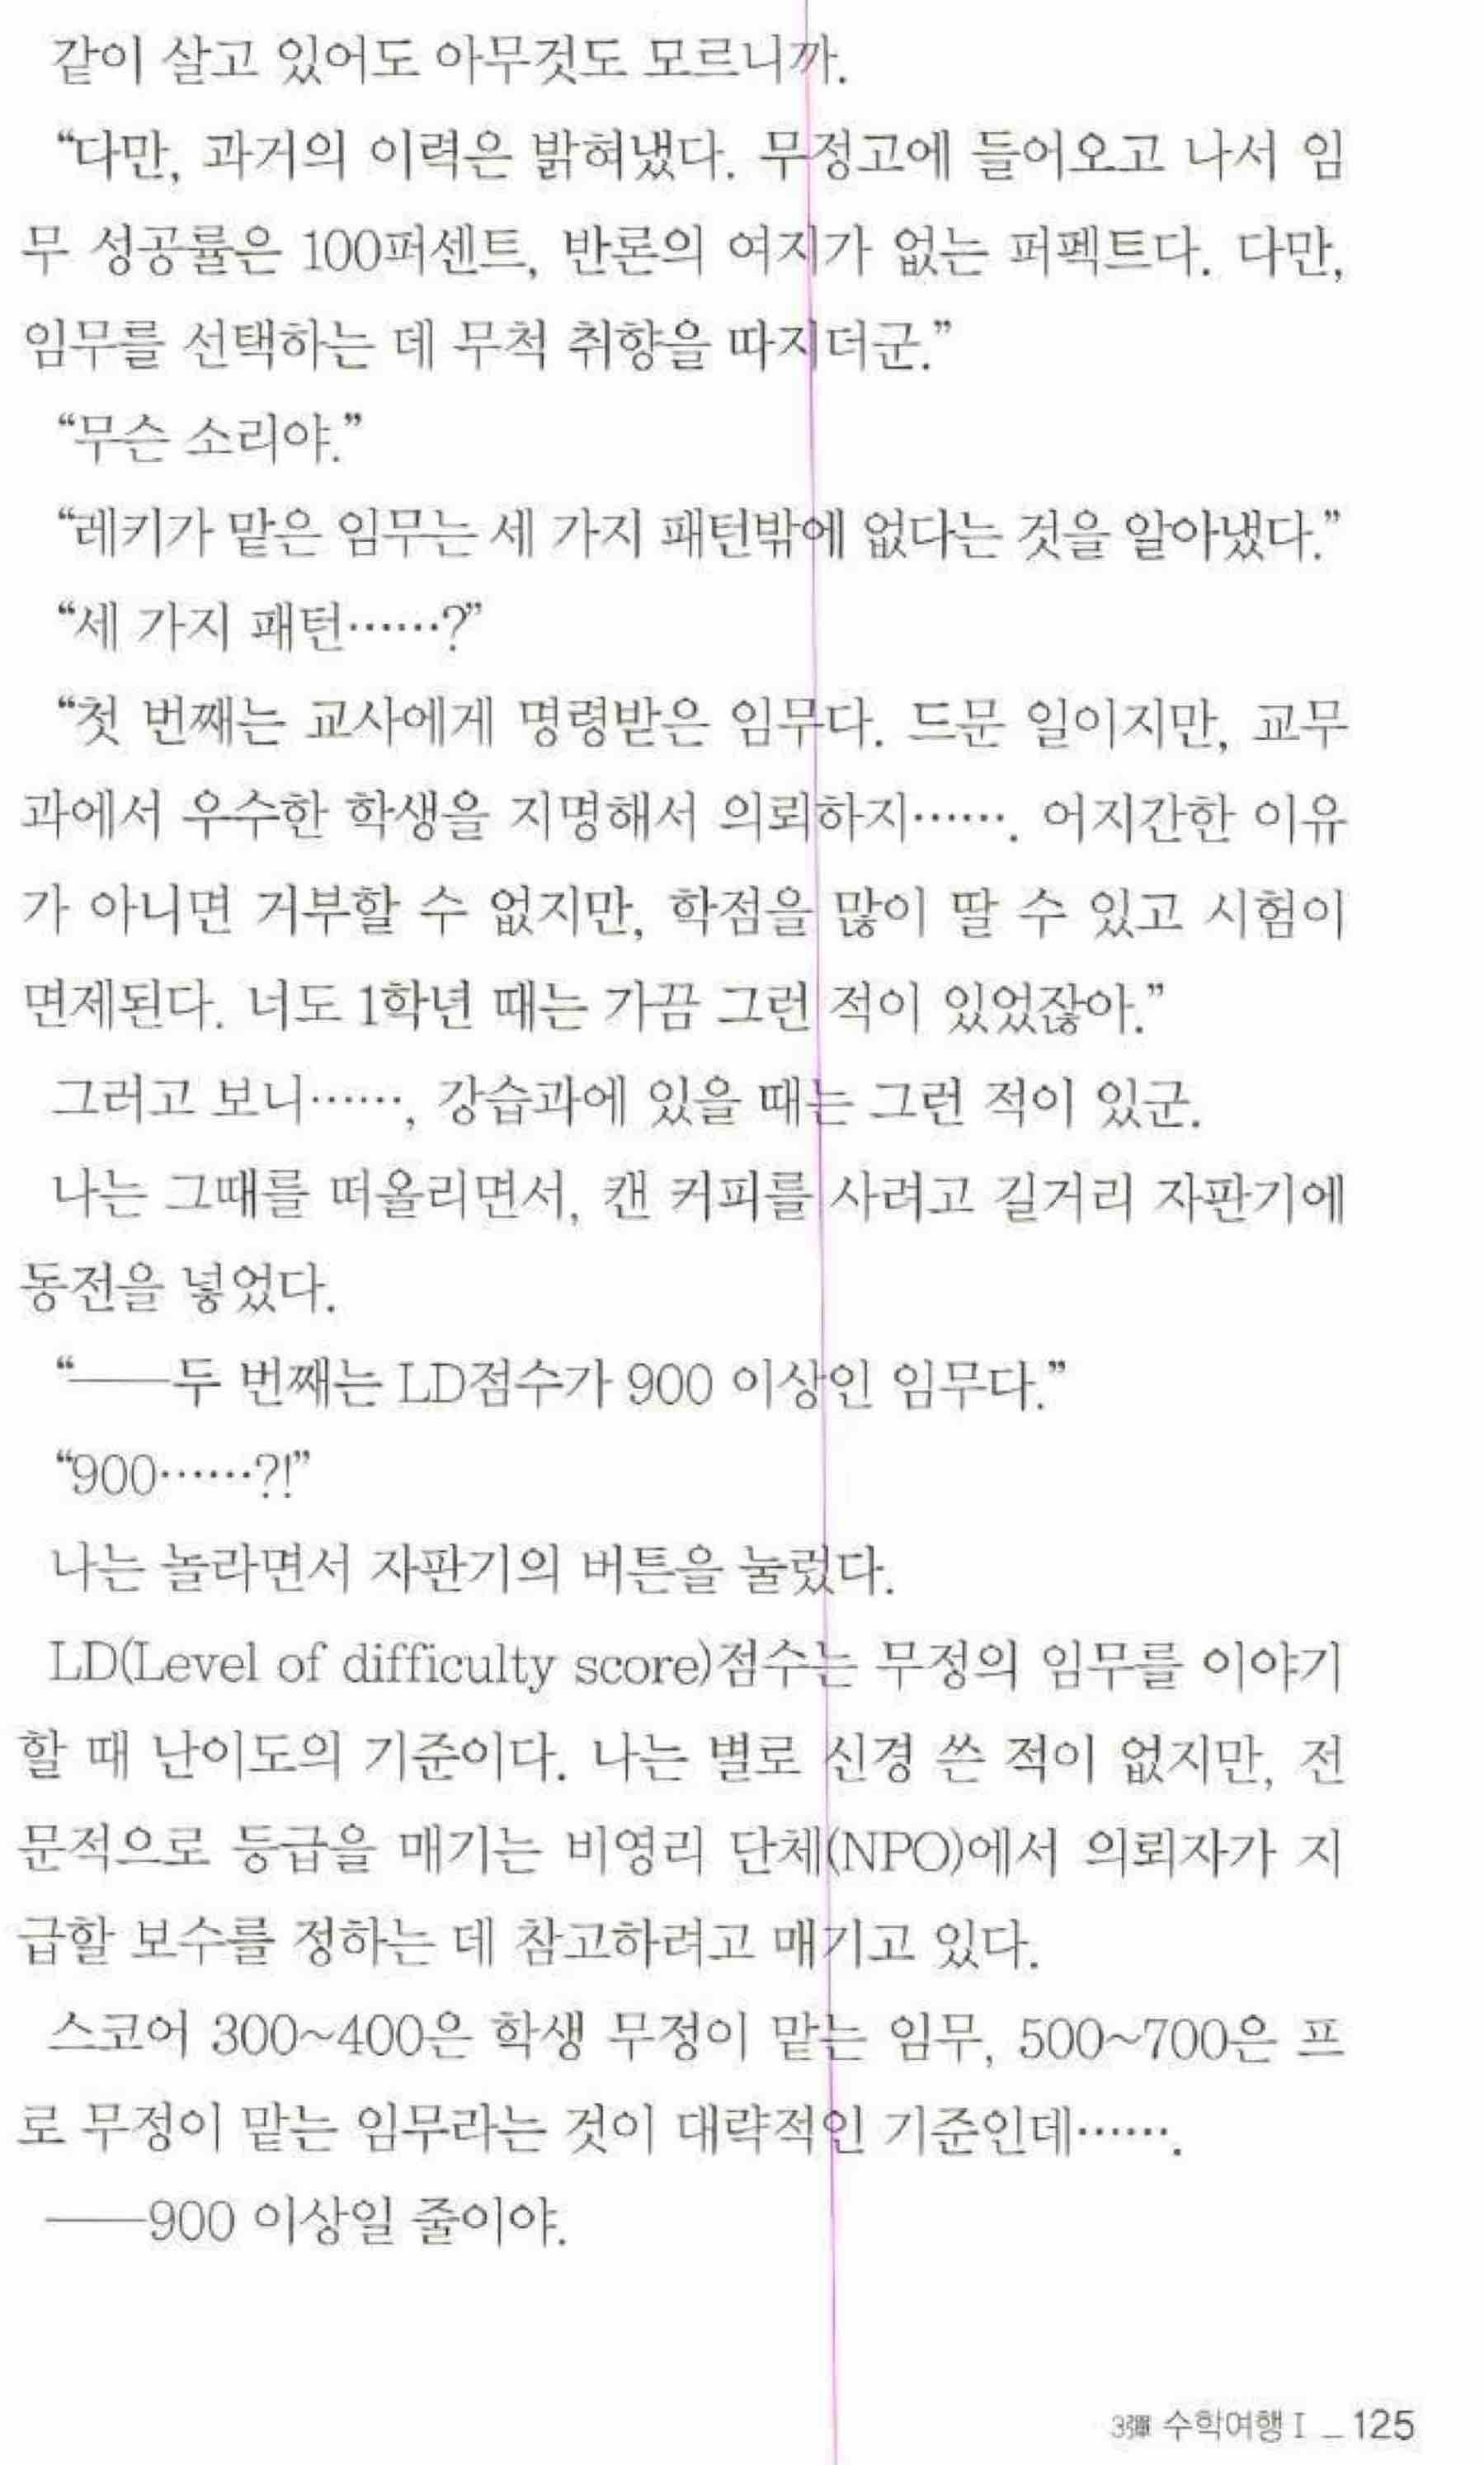 같이 살고 있어도 아무것도 모르니까.
“다만, 과거의 이력은 밝혀냈다. 무정고에 들어오고 나서 임
무 성공률은 100퍼센트, 반론의 여지가 없는 퍼펙트다. 다만,
임무를 선택하는 데 무척 취향을 따지더군.”
“무슨 소리야.”
“레키가 맡은 임무는 세 가지 패턴밖에 없다는 것을 알아냈다.”
“세 가지 패턴……?”
“첫 번째는 교사에게 명령받은 임무다. 드문 일이지만, 교무
과에서 우수한 학생을 지명해서 의뢰하지……. 어지간한 이유
가 아니면 거부할 수 없지만, 학점을 많이 딸 수 있고 시험이
면제된다. 너도 1학년 때는 가끔 그런 적이 있었잖아.”
그러고 보니……, 강습과에 있을 때는 그런 적이 있군.
나는 그때를 떠올리면서, 캔 커피를 사려고 길거리 자판기에
동전을 넣었다.
“──두 번째는 LD점수가 900 이상인 임무다.”
“900……?!”
나는 놀라면서 자판기의 버튼을 눌렀다.
LD(Level of difficulty score)점수는 무정의 임무를 이야기
할 때 난이도의 기준이다. 나는 별로 신경 쓴 적이 없지만, 전
문적으로 등급을 매기는 비영리 단체(NPO)에서 의뢰자가 지
급할 보수를 정하는 데 참고하려고 매기고 있다.
스코어 300~400은 학생 무정이 맡는 임무, 500~700은 프
로 무정이 맡는 임무라는 것이 대략적인 기준인데…….
──900 이상일 줄이야.
3彈 수학여행 I _ 125